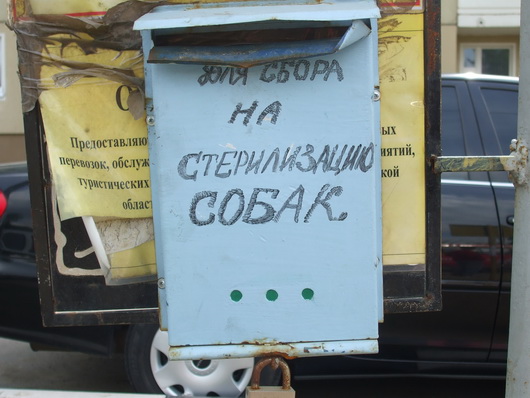 ДЛЯ СБОРА
НА
СТЕРИЛИЗАЦИЮ
СОБАК.
Предоставляю
перевозок, обслуж
туристических
облас
ых
иятий,
кой